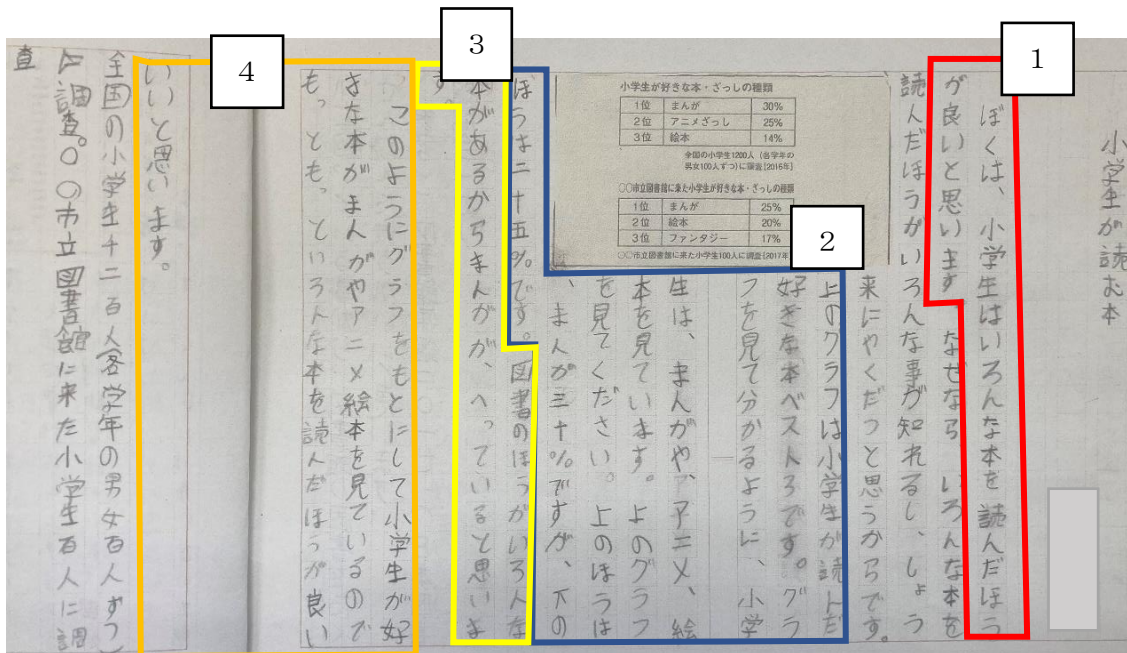 小学生が読む本
1
ぼくは、小学生はいろんな本を読んだほう
が良いと思います なぜなら いろんな本を
読んだほうがいろんな事が知れるし、しょう
来にやくだつと思うからです。
小学生が好きな本・ざっしの種類
1位 まんが 30%
2位 アニメざっし 25%
3位 絵本 14%
全国の小学生1200人（各学年の
男女100人ずつ）に調査[2016年]
〇〇市立図書館に来た小学生が好きな本・ざっしの種類
1位 まんが 25%
2位 絵本 20%
3位 ファンタジー 17%
〇〇市立図書館に来た小学生100人に調査[2017年
2
上のグラフは小学生が読んだ
好きな本ベスト3です。グラ
フを見て分かるように、小学
生は、まんがや、アニメ、絵
本を見ています。上のグラフ
を見てください。上のほうは
、まんが三十%ですが、下の
ほうは二十五%です。図書のほうがいろんな
3
本があるからまんがが、へっていると思いま
す。
4
このようにグラフをもとにして小学生が好
きな本がまんがやアニメ絵本を見ているので
もっともっといろんな本を読んだほうが良い
いいと思います。
全国の小学生千二百人各学年の男女百人ずつ
に調査。〇〇市立図書館に来た小学生百人に調
査